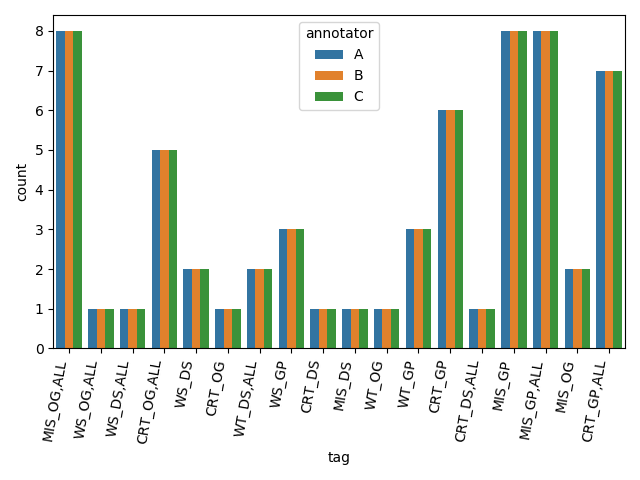 annotator
A
B
C
count
8
7
6
5
4
3
2
1
0
MIS_OG,ALL
WS_OG,ALL
WS_DS,ALL
CRT_OG,ALL
WS_DS
CRT_OG
WT_DS,ALL
WS_GP
CRT_DS
MIS_DS
WT_OG
WT_GP
CRT_GP
CRT_DS,ALL
MIS_GP
MIS_GP,ALL
MIS_OG
CRT_GP,ALL
tag